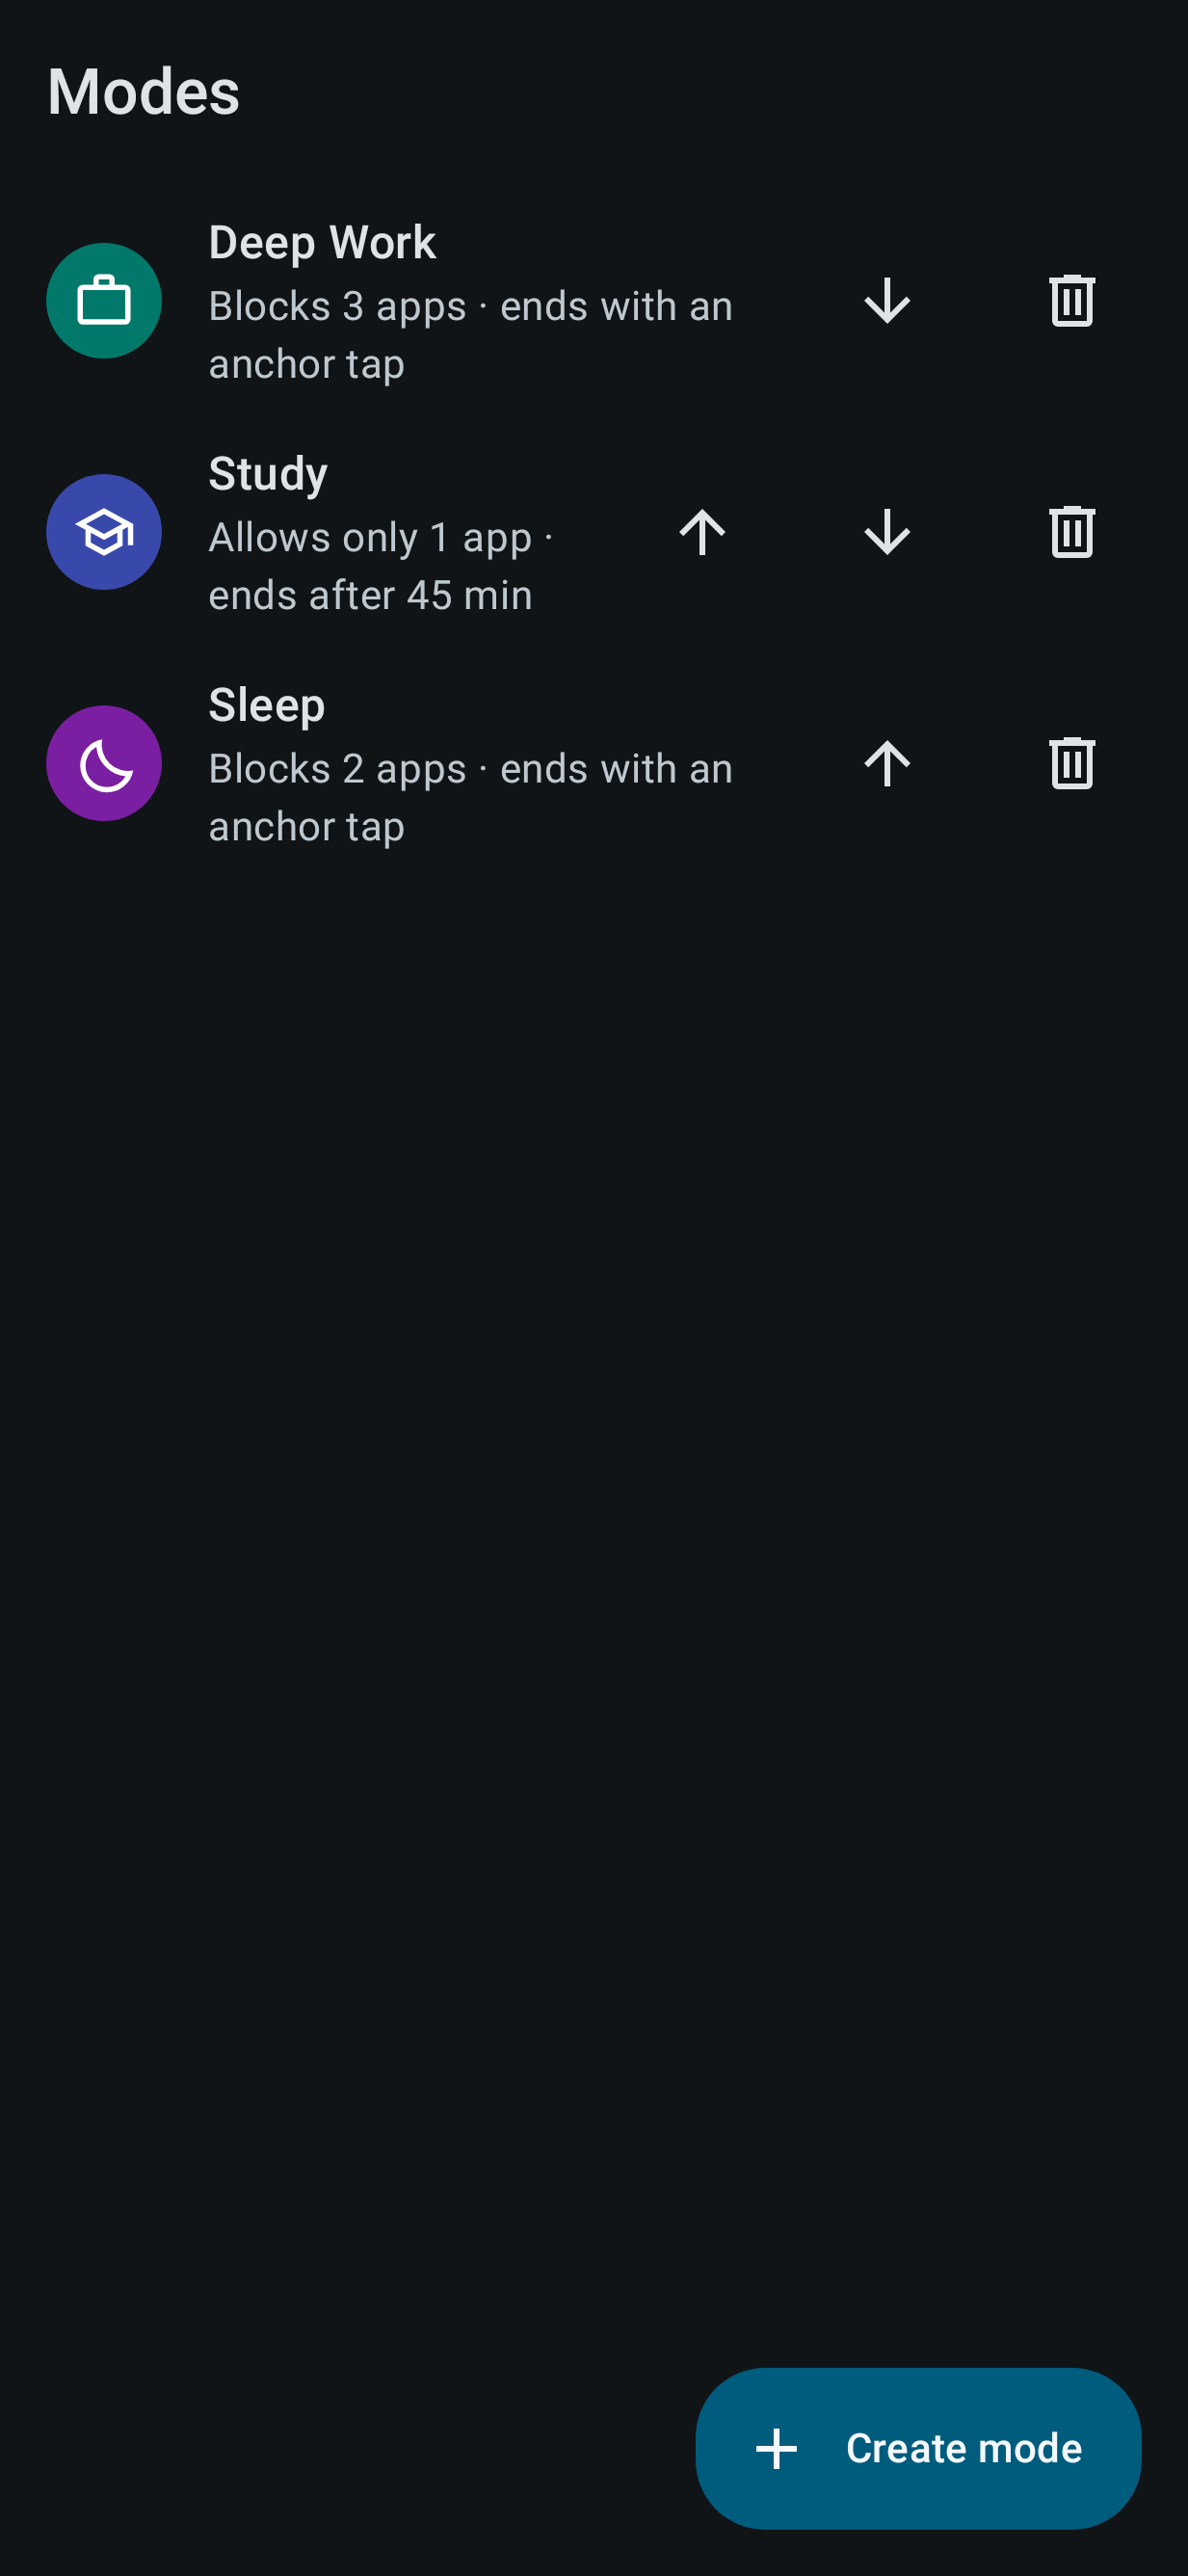 Modes
Deep Work
Blocks 3 apps · ends with an
anchor tap
Study
Allows only 1 app ·
ends after 45 min
Sleep
Blocks 2 apps · ends with an
anchor tap
Create mode